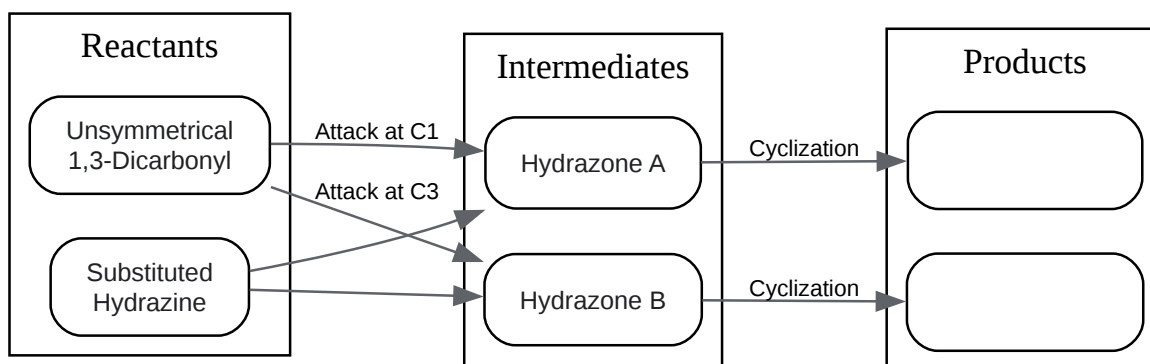 Reactants
Unsymmetrical
1,3-Dicarbonyl
Substituted
Hydrazine
Attack at C1
Attack at C3
Intermediates
Hydrazone A
Hydrazone B
Cyclization
Cyclization
Products